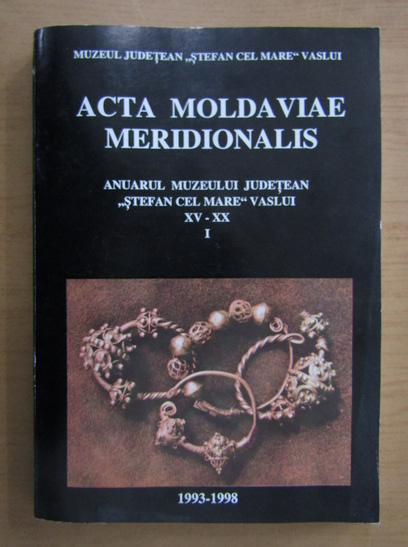 MUZEUL JUDEȚEAN „ȘTEFAN CEL MARE“ VASLUI
ACTA MOLDAVIAE
MERIDIONALIS
ANUARUL MUZEULUI JUDEȚEAN
„ȘTEFAN CEL MARE“ VASLUI
XV - XX
I
1993-1998